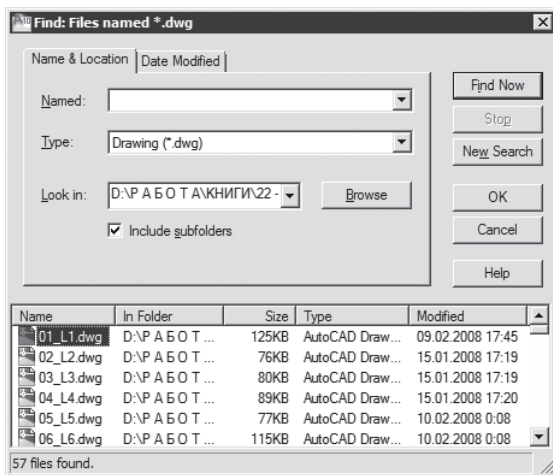 Find: Files named *.dwg
Name & Location Date Modified
Named:
Find Now
Stop
Type: Drawing (*.dwg)
New Search
Look in: D:\Р А Б О Т А\КНИГИ\22 - Browse
OK
Include subfolders
Cancel
Help
Name In Folder Size Type Modified
01_L1.dwg D:\Р А Б О Т ... 125KB AutoCAD Draw... 09.02.2008 17:45
02_L2.dwg D:\Р А Б О Т ... 76KB AutoCAD Draw... 15.01.2008 17:19
03_L3.dwg D:\Р А Б О Т ... 80KB AutoCAD Draw... 15.01.2008 17:19
04_L4.dwg D:\Р А Б О Т ... 89KB AutoCAD Draw... 15.01.2008 17:20
05_L5.dwg D:\Р А Б О Т ... 77KB AutoCAD Draw... 10.02.2008 0:08
06_L6.dwg D:\Р А Б О Т ... 115KB AutoCAD Draw... 10.02.2008 0:08
57 files found.